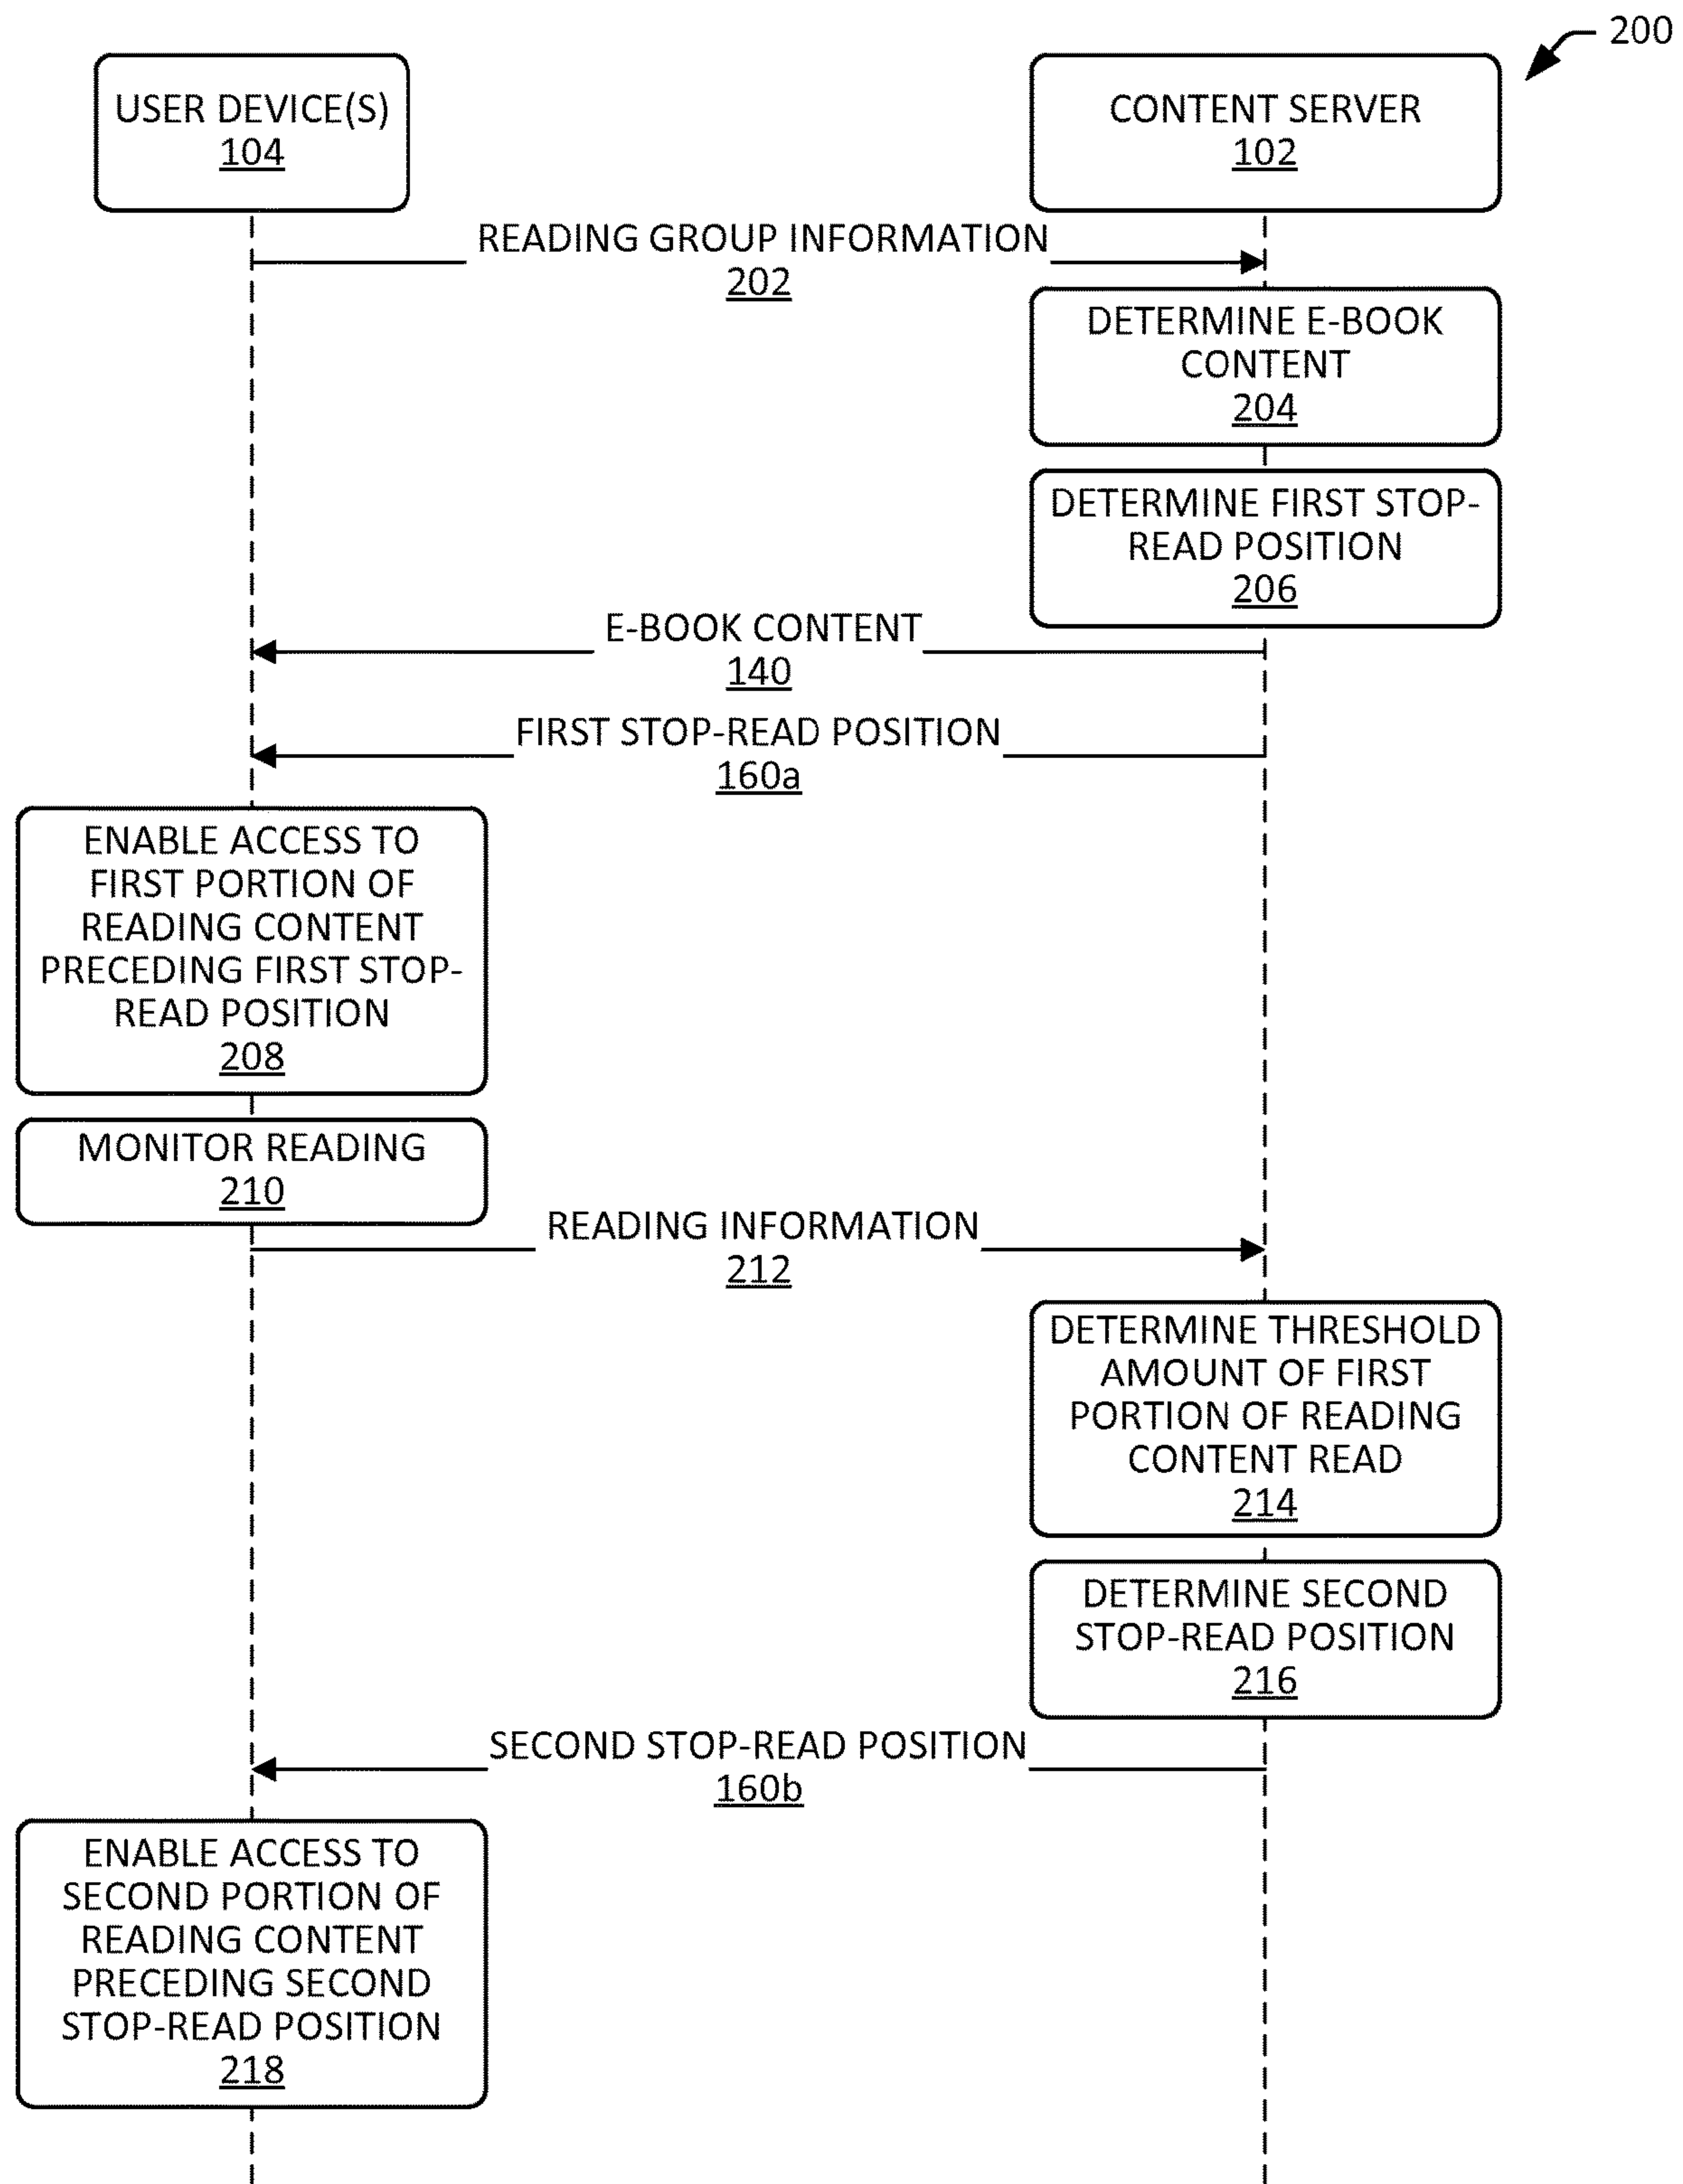 200
USER DEVICE(S)
104
CONTENT SERVER
102
READING GROUP INFORMATION
202
DETERMINE E-BOOK
CONTENT
204
DETERMINE FIRST STOP-
READ POSITION
206
E-BOOK CONTENT
140
FIRST STOP-READ POSITION
160a
ENABLE ACCESS TO
FIRST PORTION OF
READING CONTENT
PRECEDING FIRST STOP-
READ POSITION
208
MONITOR READING
210
READING INFORMATION
212
DETERMINE THRESHOLD
AMOUNT OF FIRST
PORTION OF READING
CONTENT READ
214
DETERMINE SECOND
STOP-READ POSITION
216
SECOND STOP-READ POSITION
160b
ENABLE ACCESS TO
SECOND PORTION OF
READING CONTENT
PRECEDING SECOND
STOP-READ POSITION
218